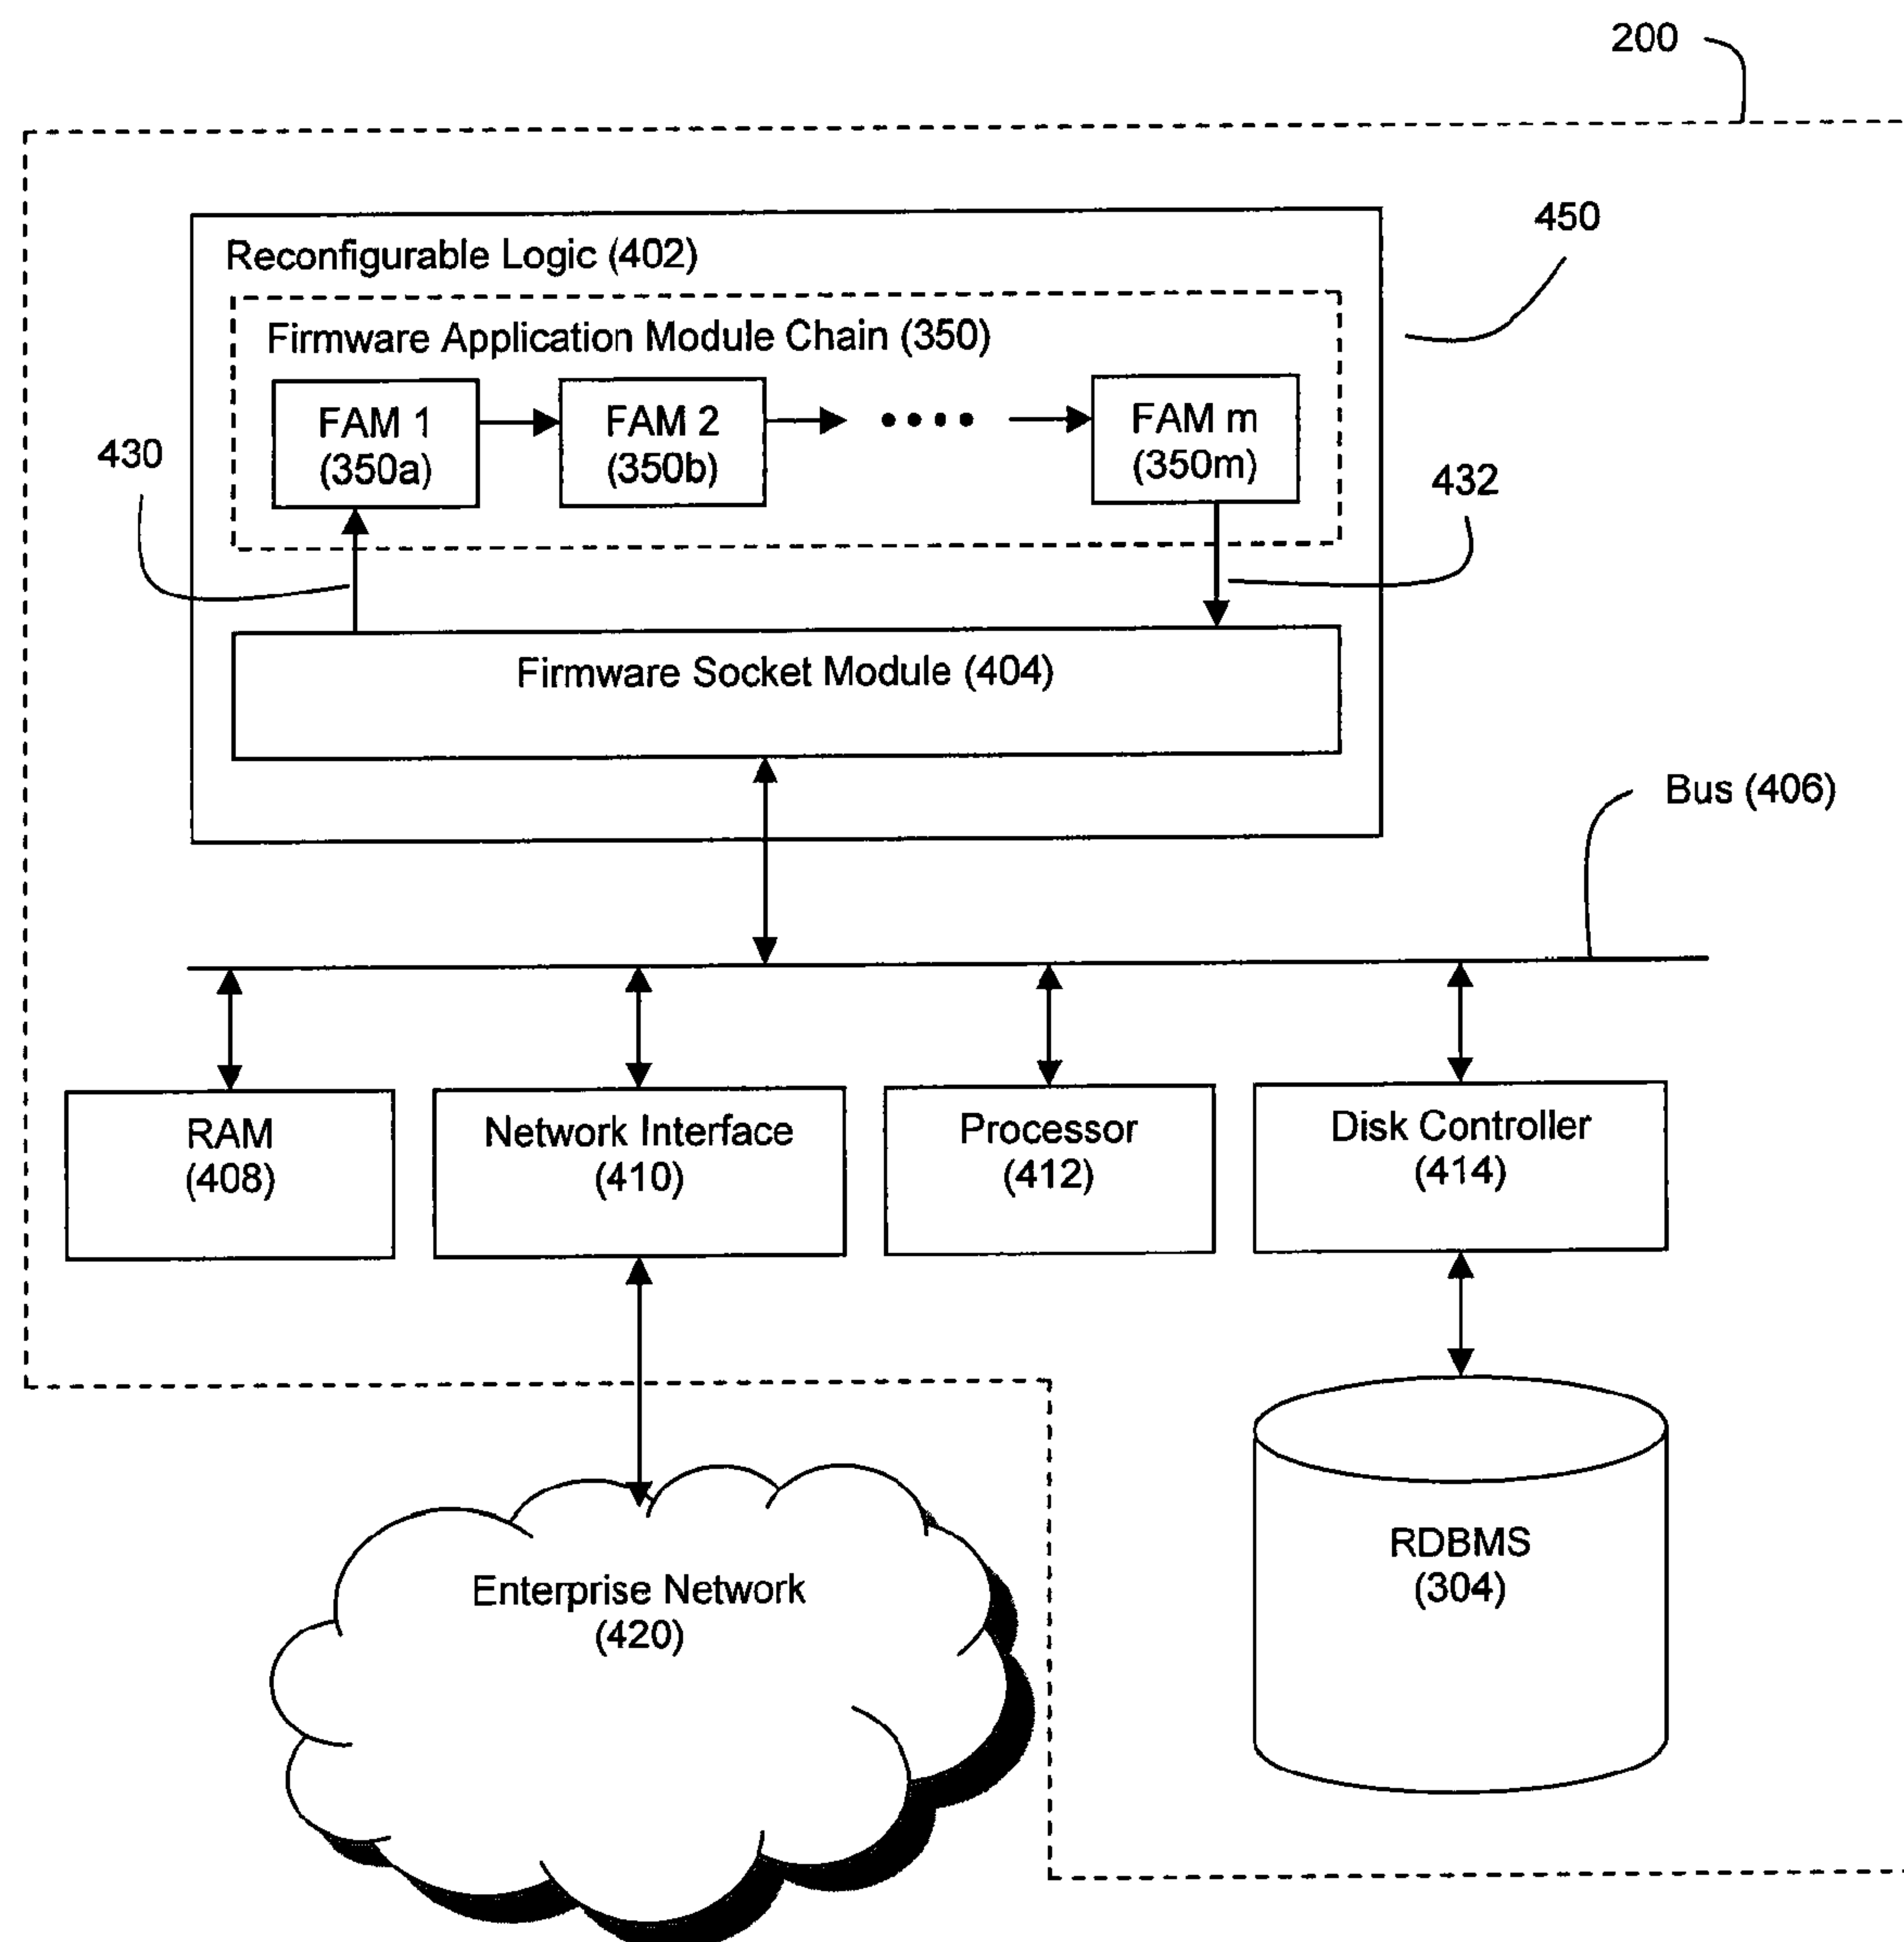 200
450
Reconfigurable Logic (402)
Firmware Application Module Chain (350)
FAM 1
(350a)
FAM 2
(350b)
FAM m
(350m)
430
432
Firmware Socket Module (404)
Bus (406)
RAM
(408)
Network Interface
(410)
Processor
(412)
Disk Controller
(414)
Enterprise Network
(420)
RDBMS
(304)